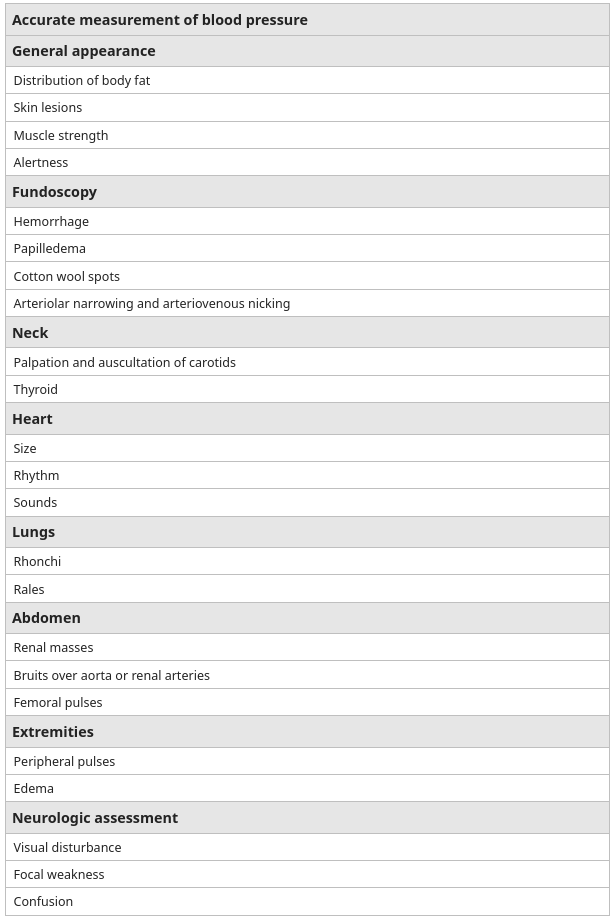 Accurate measurement of blood pressure
General appearance
Distribution of body fat
Skin lesions
Muscle strength
Alertness
Fundoscopy
Hemorrhage
Papilledema
Cotton wool spots
Arteriolar narrowing and arteriovenous nicking
Neck
Palpation and auscultation of carotids
Thyroid
Heart
Size
Rhythm
Sounds
Lungs
Rhonchi
Rales
Abdomen
Renal masses
Bruits over aorta or renal arteries
Femoral pulses
Extremities
Peripheral pulses
Edema
Neurologic assessment
Visual disturbance
Focal weakness
Confusion